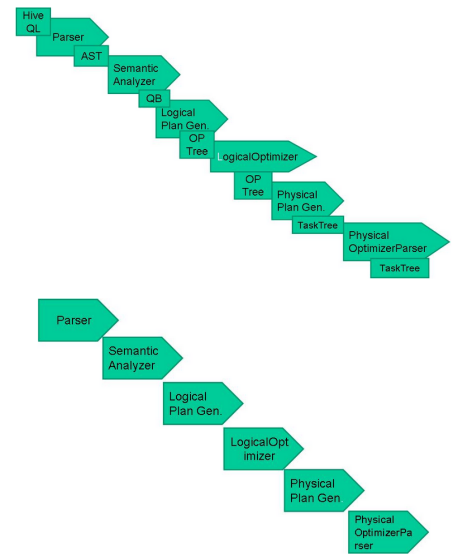 Hive
QL
Parser
AST
Semantic
Analyzer
QB
Logical
Plan Gen.
OP
Tree
LogicalOptimizer
OP
Tree
Physical
Plan Gen.
TaskTree
Physical
OptimizerParser
TaskTree
Parser
Semantic
Analyzer
Logical
Plan Gen.
LogicalOpt
imizer
Physical
Plan Gen.
Physical
OptimizerPa
rser